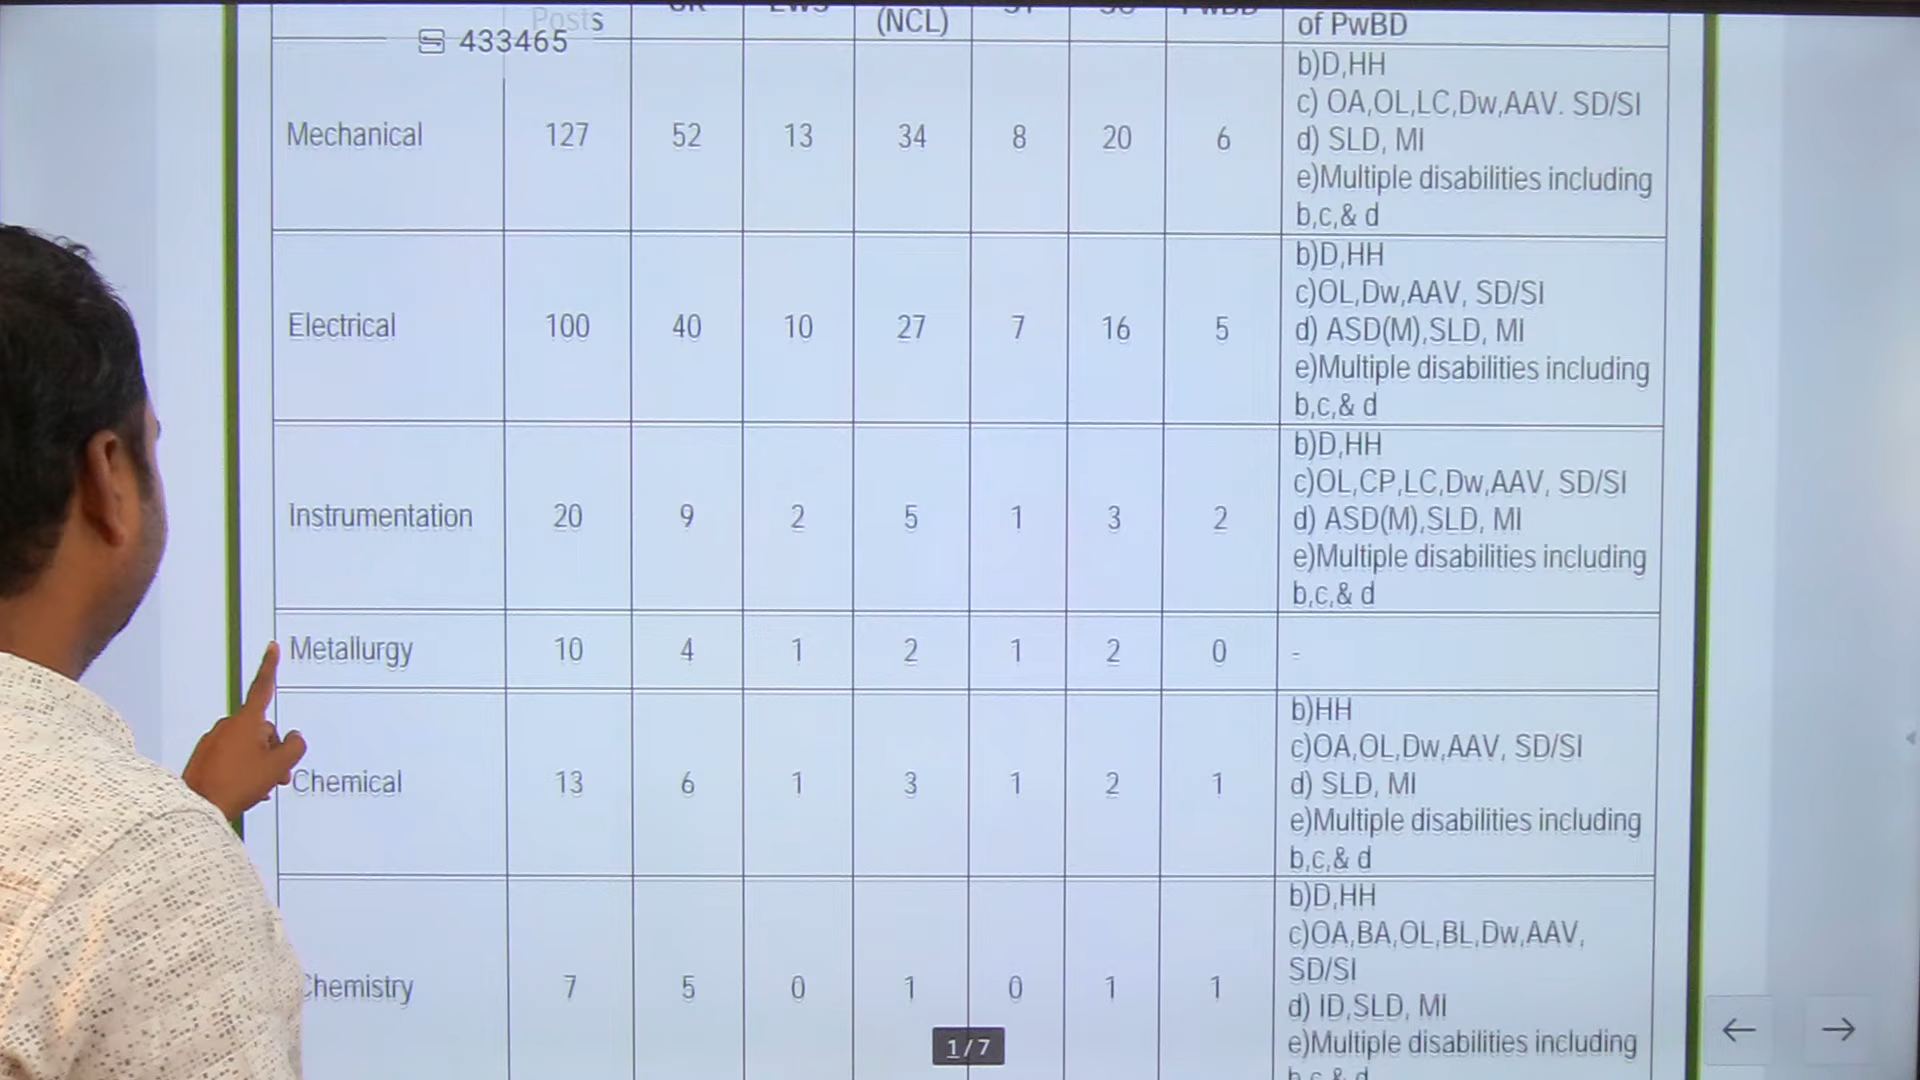 Posts UR EWS (NCL) ST SC PwBD of PwBD
433465
Mechanical 127 52 13 34 8 20 6
b)D,HH
c) OA,OL,LC,Dw,AAV. SD/SI
d) SLD, MI
e)Multiple disabilities including
b,c,& d
Electrical 100 40 10 27 7 16 5
b)D,HH
c)OL,Dw,AAV, SD/SI
d) ASD(M),SLD, MI
e)Multiple disabilities including
b,c,& d
Instrumentation 20 9 2 5 1 3 2
b)D,HH
c)OL,CP,LC,Dw,AAV, SD/SI
d) ASD(M),SLD, MI
e)Multiple disabilities including
b,c,& d
Metallurgy 10 4 1 2 1 2 0 -
Chemical 13 6 1 3 1 2 1
b)HH
c)OA,OL,Dw,AAV, SD/SI
d) SLD, MI
e)Multiple disabilities including
b,c,& d
Chemistry 7 5 0 1 0 1 1
b)D,HH
c)OA,BA,OL,BL,Dw,AAV,
SD/SI
d) ID,SLD, MI
e)Multiple disabilities including
b,c,& d
1/7